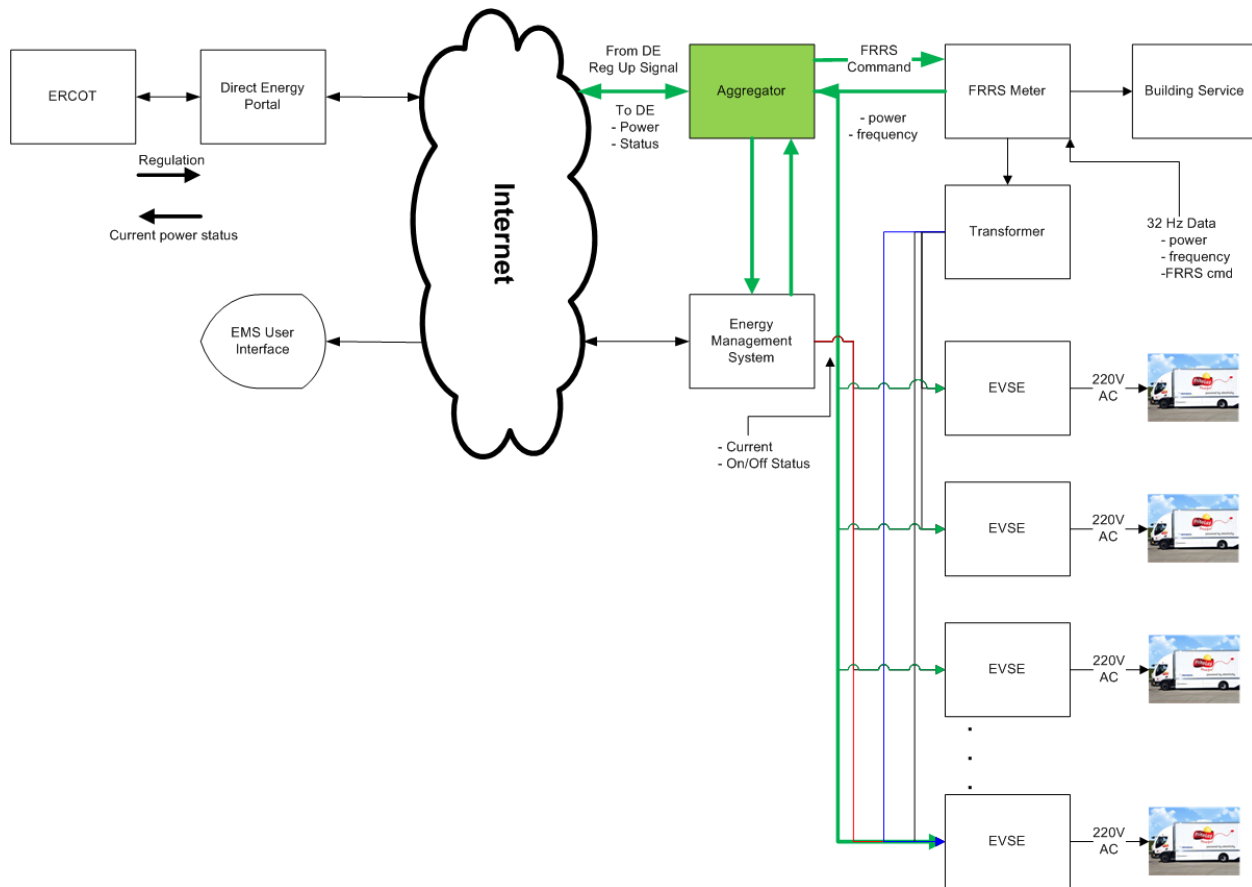 ERCOT
Direct Energy
Portal
Regulation
Current power status
EMS User
Interface
Internet
From DE
Reg Up Signal
To DE
- Power
- Status
Aggregator
FRRS
Command
- power
- frequency
FRRS Meter
Building Service
Transformer
32 Hz Data
- power
- frequency
-FRRS cmd
Energy
Management
System
- Current
- On/Off Status
EVSE
220V
AC
EVSE
220V
AC
EVSE
220V
AC
EVSE
220V
AC